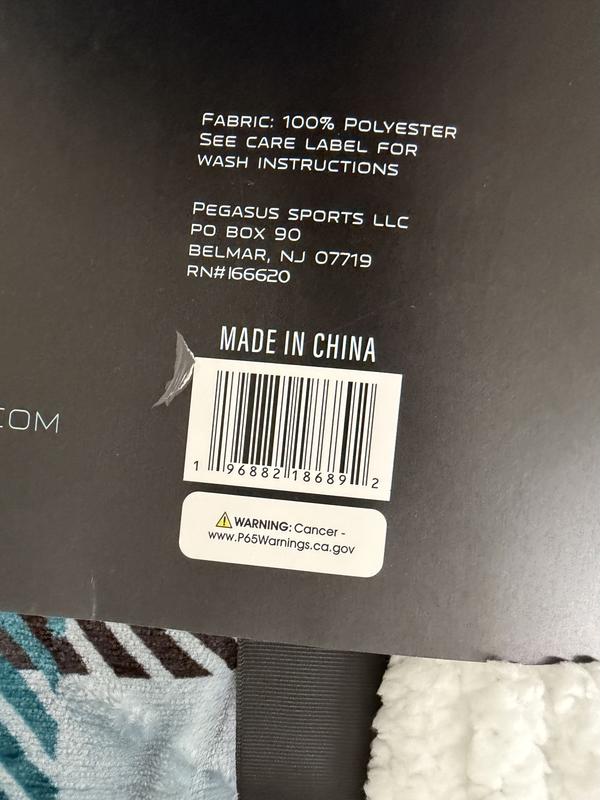 FABRIC: 100% POLYESTER
SEE CARE LABEL FOR
WASH INSTRUCTIONS
PEGASUS SPORTS LLC
PO BOX 90
BELMAR, NJ 07719
RN#166620
MADE IN CHINA
.COM
1 96882 18689 2
WARNING: Cancer -
www.P65Warnings.ca.gov